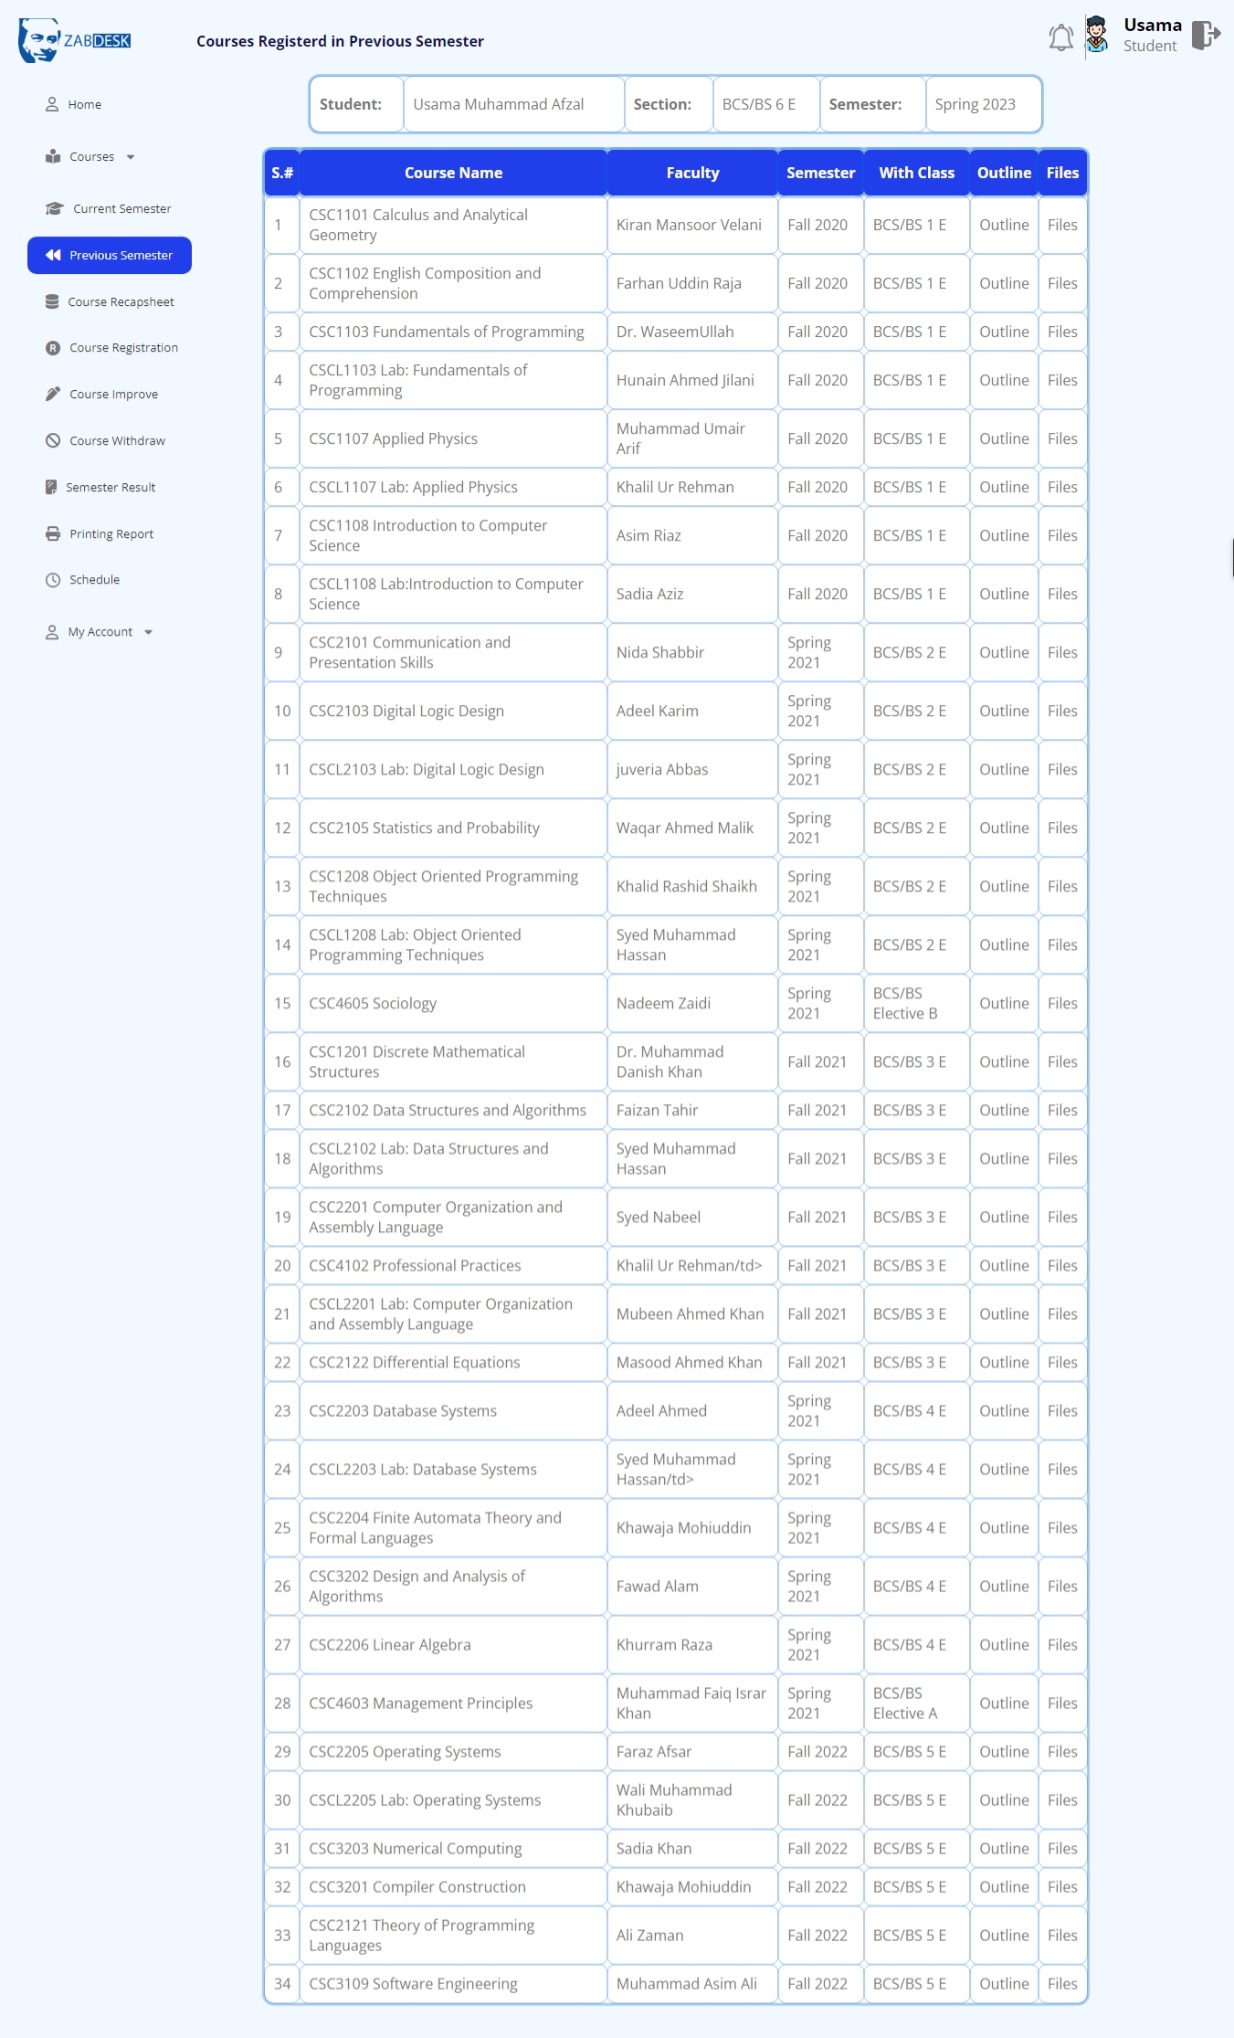 ZABDESK
Courses Registerd in Previous Semester
Usama
Student
Home
Courses
Current Semester
Previous Semester
Course Recapsheet
Course Registration
Course Improve
Course Withdraw
Semester Result
Printing Report
Schedule
My Account
Student: Usama Muhammad Afzal Section: BCS/BS 6 E Semester: Spring 2023
S.# Course Name Faculty Semester With Class Outline Files
1 CSC1101 Calculus and Analytical
Geometry Kiran Mansoor Velani Fall 2020 BCS/BS 1 E Outline Files
2 CSC1102 English Composition and
Comprehension Farhan Uddin Raja Fall 2020 BCS/BS 1 E Outline Files
3 CSC1103 Fundamentals of Programming Dr. WaseemUllah Fall 2020 BCS/BS 1 E Outline Files
4 CSCL1103 Lab: Fundamentals of
Programming Hunain Ahmed Jilani Fall 2020 BCS/BS 1 E Outline Files
5 CSC1107 Applied Physics Muhammad Umair
Arif Fall 2020 BCS/BS 1 E Outline Files
6 CSCL1107 Lab: Applied Physics Khalil Ur Rehman Fall 2020 BCS/BS 1 E Outline Files
7 CSC1108 Introduction to Computer
Science Asim Riaz Fall 2020 BCS/BS 1 E Outline Files
8 CSCL1108 Lab:Introduction to Computer
Science Sadia Aziz Fall 2020 BCS/BS 1 E Outline Files
9 CSC2101 Communication and
Presentation Skills Nida Shabbir Spring
2021 BCS/BS 2 E Outline Files
10 CSC2103 Digital Logic Design Adeel Karim Spring
2021 BCS/BS 2 E Outline Files
11 CSCL2103 Lab: Digital Logic Design juveria Abbas Spring
2021 BCS/BS 2 E Outline Files
12 CSC2105 Statistics and Probability Waqar Ahmed Malik Spring
2021 BCS/BS 2 E Outline Files
13 CSC1208 Object Oriented Programming
Techniques Khalid Rashid Shaikh Spring
2021 BCS/BS 2 E Outline Files
14 CSCL1208 Lab: Object Oriented
Programming Techniques Syed Muhammad
Hassan Spring
2021 BCS/BS 2 E Outline Files
15 CSC4605 Sociology Nadeem Zaidi Spring
2021 BCS/BS
Elective B Outline Files
16 CSC1201 Discrete Mathematical
Structures Dr. Muhammad
Danish Khan Fall 2021 BCS/BS 3 E Outline Files
17 CSC2102 Data Structures and Algorithms Faizan Tahir Fall 2021 BCS/BS 3 E Outline Files
18 CSCL2102 Lab: Data Structures and
Algorithms Syed Muhammad
Hassan Fall 2021 BCS/BS 3 E Outline Files
19 CSC2201 Computer Organization and
Assembly Language Syed Nabeel Fall 2021 BCS/BS 3 E Outline Files
20 CSC4102 Professional Practices Khalil Ur Rehman/td> Fall 2021 BCS/BS 3 E Outline Files
21 CSCL2201 Lab: Computer Organization
and Assembly Language Mubeen Ahmed Khan Fall 2021 BCS/BS 3 E Outline Files
22 CSC2122 Differential Equations Masood Ahmed Khan Fall 2021 BCS/BS 3 E Outline Files
23 CSC2203 Database Systems Adeel Ahmed Spring
2021 BCS/BS 4 E Outline Files
24 CSCL2203 Lab: Database Systems Syed Muhammad
Hassan/td> Spring
2021 BCS/BS 4 E Outline Files
25 CSC2204 Finite Automata Theory and
Formal Languages Khawaja Mohiuddin Spring
2021 BCS/BS 4 E Outline Files
26 CSC3202 Design and Analysis of
Algorithms Fawad Alam Spring
2021 BCS/BS 4 E Outline Files
27 CSC2206 Linear Algebra Khurram Raza Spring
2021 BCS/BS 4 E Outline Files
28 CSC4603 Management Principles Muhammad Faiq Israr
Khan Spring
2021 BCS/BS
Elective A Outline Files
29 CSC2205 Operating Systems Faraz Afsar Fall 2022 BCS/BS 5 E Outline Files
30 CSCL2205 Lab: Operating Systems Wali Muhammad
Khubaib Fall 2022 BCS/BS 5 E Outline Files
31 CSC3203 Numerical Computing Sadia Khan Fall 2022 BCS/BS 5 E Outline Files
32 CSC3201 Compiler Construction Khawaja Mohiuddin Fall 2022 BCS/BS 5 E Outline Files
33 CSC2121 Theory of Programming
Languages Ali Zaman Fall 2022 BCS/BS 5 E Outline Files
34 CSC3109 Software Engineering Muhammad Asim Ali Fall 2022 BCS/BS 5 E Outline Files